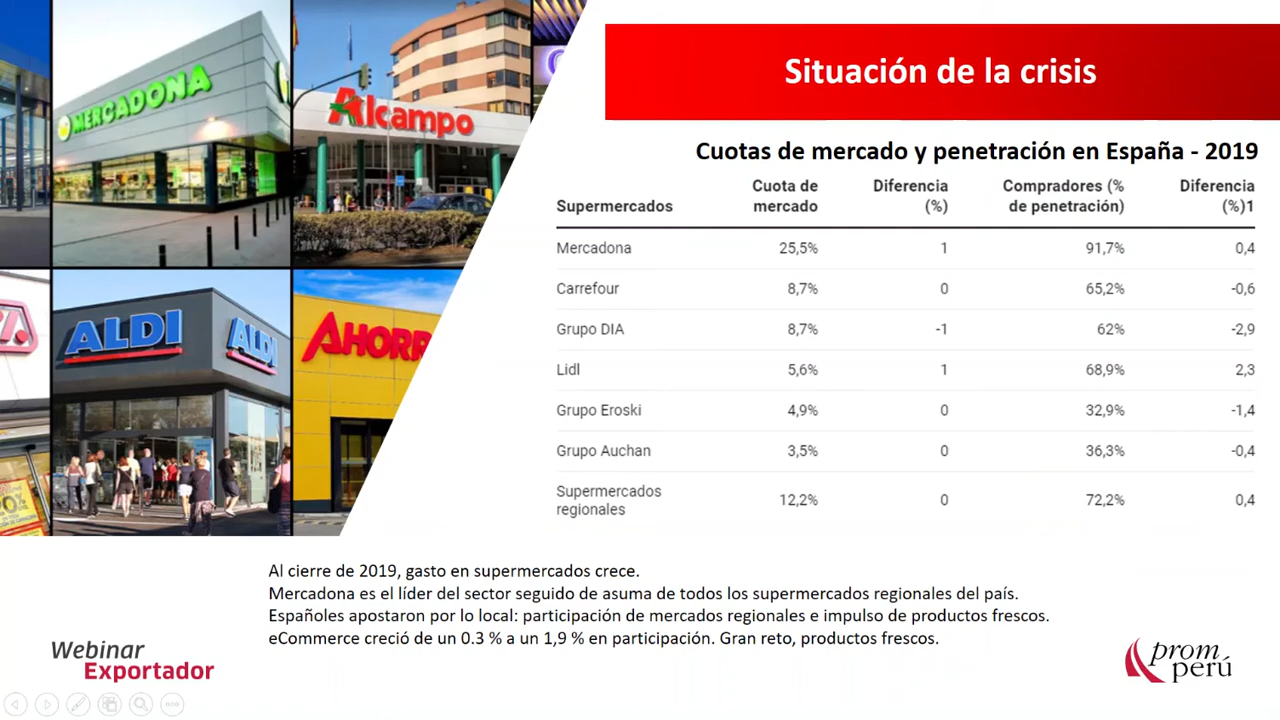 MERCADONA
Alcampo
ALDI
ALDI
Situación de la crisis
Cuotas de mercado y penetración en España - 2019
Supermercados Cuota de mercado Diferencia (%) Compradores (% de penetración) Diferencia (%)1
Mercadona 25,5% 1 91,7% 0,4
Carrefour 8,7% 0 65,2% -0,6
Grupo DIA 8,7% -1 62% -2,9
Lidl 5,6% 1 68,9% 2,3
Grupo Eroski 4,9% 0 32,9% -1,4
Grupo Auchan 3,5% 0 36,3% -0,4
Supermercados regionales 12,2% 0 72,2% 0,4
Al cierre de 2019, gasto en supermercados crece.
Mercadona es el líder del sector seguido de asuma de todos los supermercados regionales del país.
Españoles apostaron por lo local: participación de mercados regionales e impulso de productos frescos.
eCommerce creció de un 0.3 % a un 1,9 % en participación. Gran reto, productos frescos.
Webinar
Exportador
prom
perú